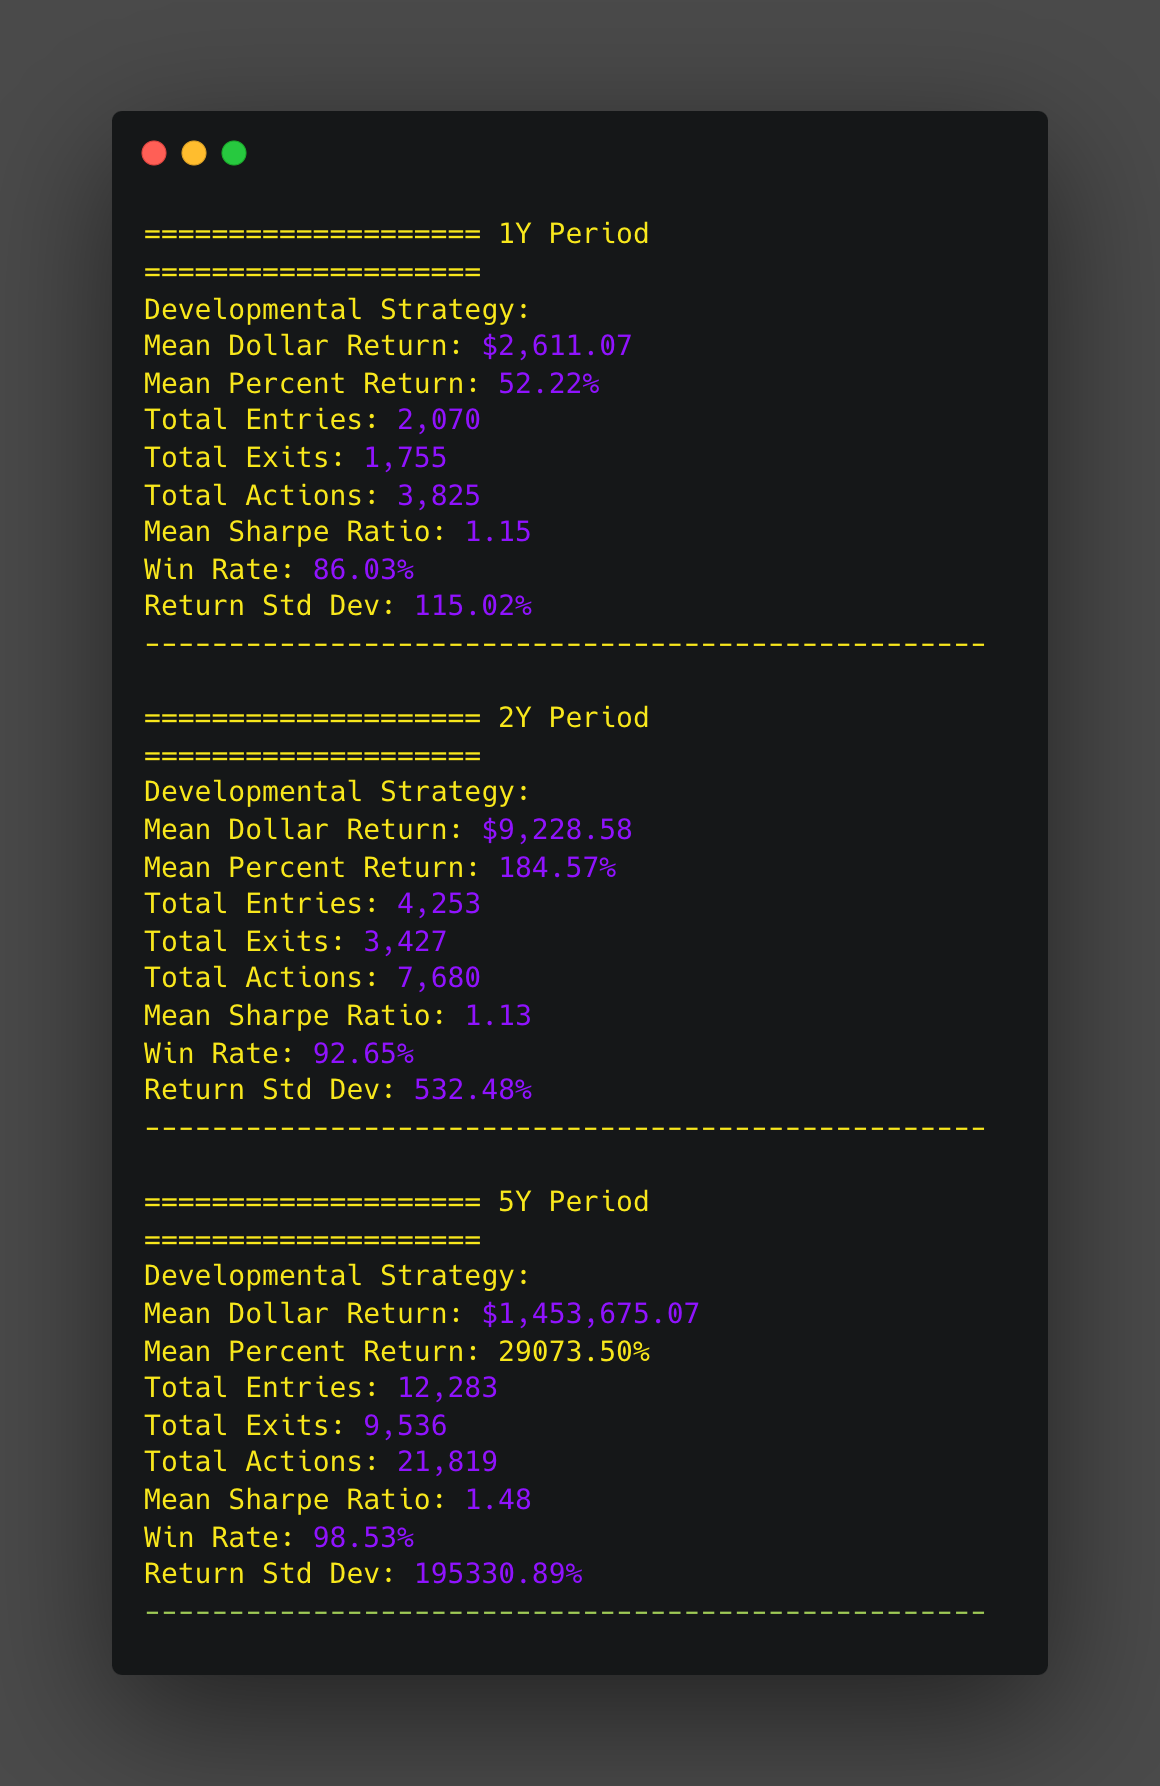 ==================== 1Y Period
====================
Developmental Strategy:
Mean Dollar Return: $2,611.07
Mean Percent Return: 52.22%
Total Entries: 2,070
Total Exits: 1,755
Total Actions: 3,825
Mean Sharpe Ratio: 1.15
Win Rate: 86.03%
Return Std Dev: 115.02%
--------------------------------------------------
==================== 2Y Period
====================
Developmental Strategy:
Mean Dollar Return: $9,228.58
Mean Percent Return: 184.57%
Total Entries: 4,253
Total Exits: 3,427
Total Actions: 7,680
Mean Sharpe Ratio: 1.13
Win Rate: 92.65%
Return Std Dev: 532.48%
--------------------------------------------------
==================== 5Y Period
====================
Developmental Strategy:
Mean Dollar Return: $1,453,675.07
Mean Percent Return: 29073.50%
Total Entries: 12,283
Total Exits: 9,536
Total Actions: 21,819
Mean Sharpe Ratio: 1.48
Win Rate: 98.53%
Return Std Dev: 195330.89%
--------------------------------------------------